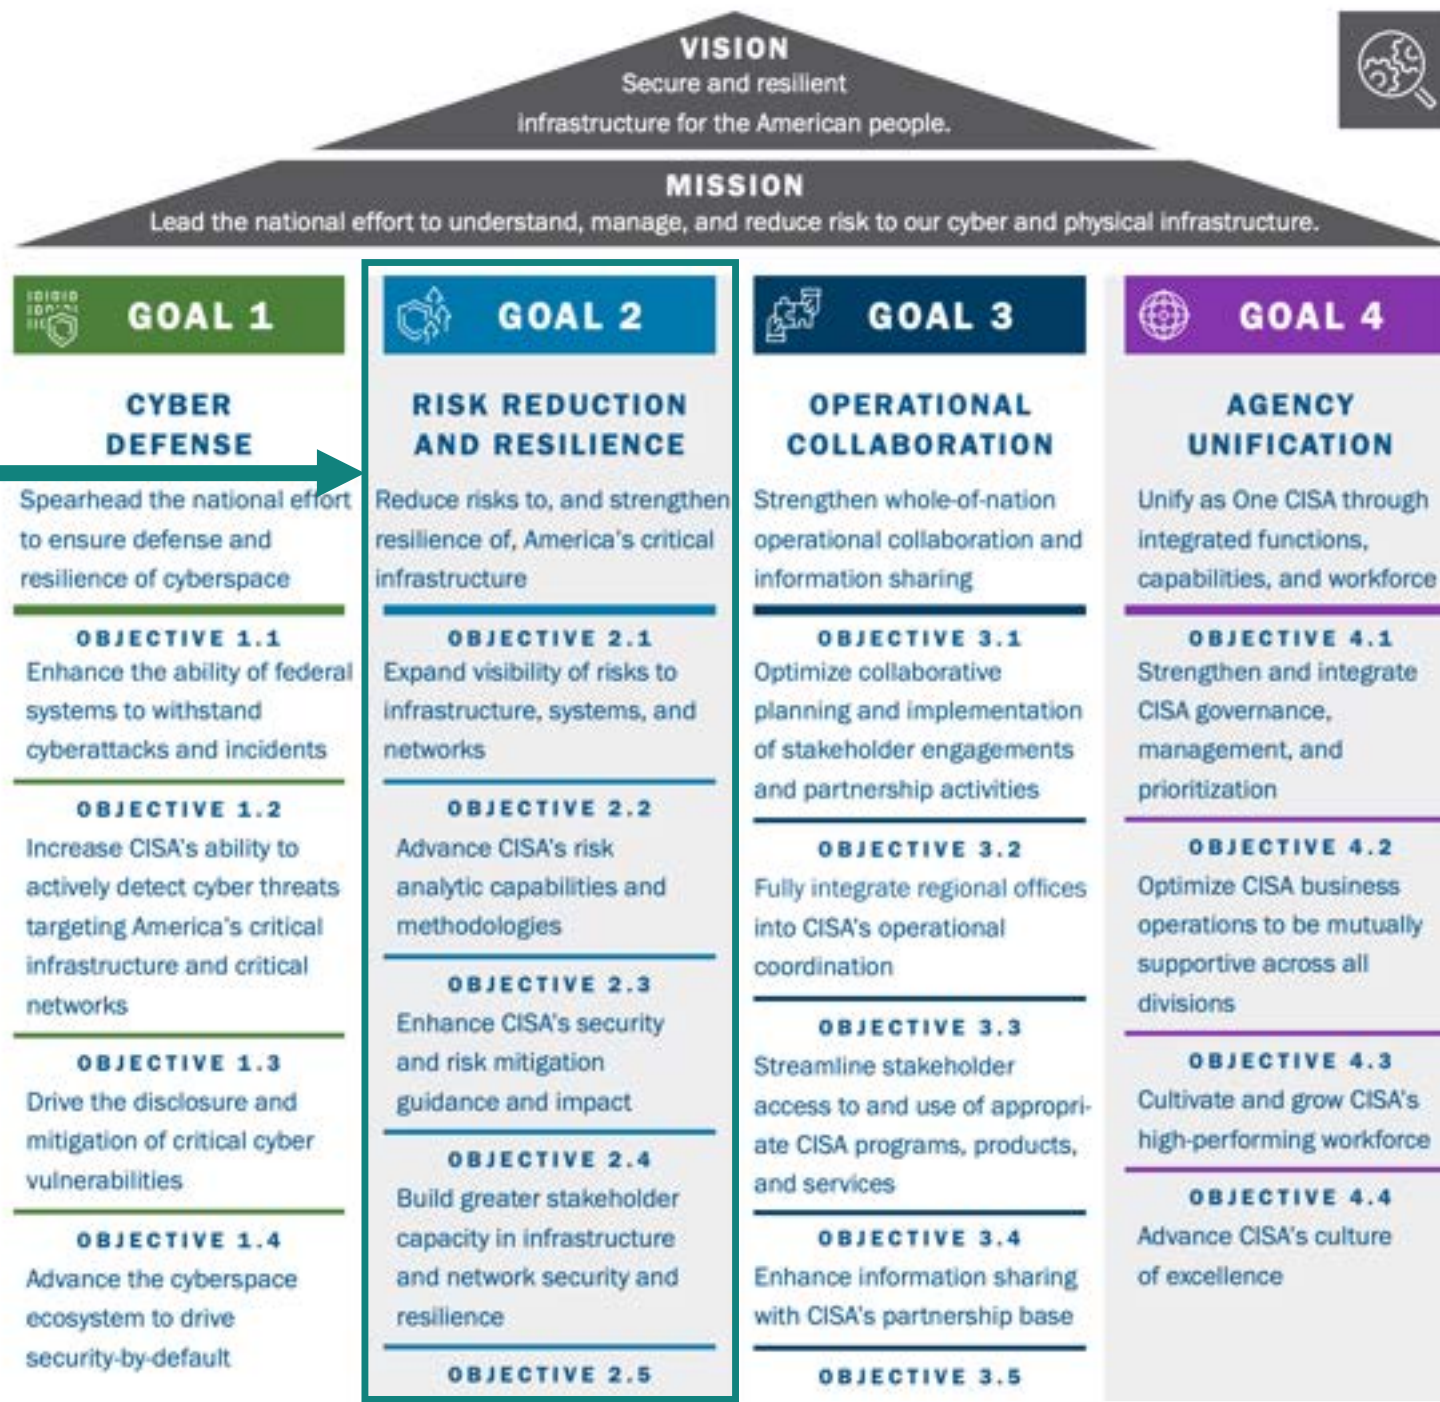 VISION
Secure and resilient
infrastructure for the American people.
MISSION
Lead the national effort to understand, manage, and reduce risk to our cyber and physical infrastructure.
GOAL 1
CYBER
DEFENSE
Spearhead the national effort
to ensure defense and
resilience of cyberspace
OBJECTIVE 1.1
Enhance the ability of federal
systems to withstand
cyberattacks and incidents
OBJECTIVE 1.2
Increase CISA's ability to
actively detect cyber threats
targeting America's critical
infrastructure and critical
networks
OBJECTIVE 1.3
Drive the disclosure and
mitigation of critical cyber
vulnerabilities
OBJECTIVE 1.4
Advance the cyberspace
ecosystem to drive
security-by-default
GOAL 2
RISK REDUCTION
AND RESILIENCE
Reduce risks to, and strengthen
resilience of, America's critical
infrastructure
OBJECTIVE 2.1
Expand visibility of risks to
infrastructure, systems, and
networks
OBJECTIVE 2.2
Advance CISA's risk
analytic capabilities and
methodologies
OBJECTIVE 2.3
Enhance CISA's security
and risk mitigation
guidance and impact
OBJECTIVE 2.4
Build greater stakeholder
capacity in infrastructure
and network security and
resilience
OBJECTIVE 2.5
GOAL 3
OPERATIONAL
COLLABORATION
Strengthen whole-of-nation
operational collaboration and
information sharing
OBJECTIVE 3.1
Optimize collaborative
planning and implementation
of stakeholder engagements
and partnership activities
OBJECTIVE 3.2
Fully integrate regional offices
into CISA's operational
coordination
OBJECTIVE 3.3
Streamline stakeholder
access to and use of appropri-
ate CISA programs, products,
and services
OBJECTIVE 3.4
Enhance information sharing
with CISA's partnership base
OBJECTIVE 3.5
GOAL 4
AGENCY
UNIFICATION
Unify as One CISA through
integrated functions,
capabilities, and workforce
OBJECTIVE 4.1
Strengthen and integrate
CISA governance,
management, and
prioritization
OBJECTIVE 4.2
Optimize CISA business
operations to be mutually
supportive across all
divisions
OBJECTIVE 4.3
Cultivate and grow CISA's
high-performing workforce
OBJECTIVE 4.4
Advance CISA's culture
of excellence